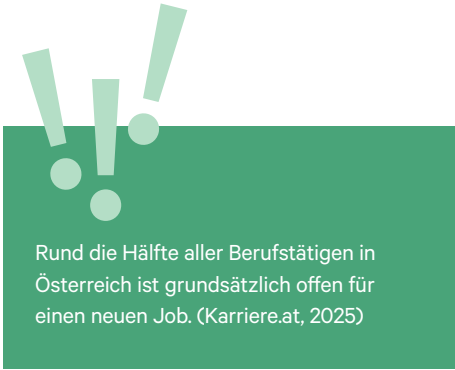 Rund die Hälfte aller Berufstätigen in
Österreich ist grundsätzlich offen für
einen neuen Job. (Karriere.at, 2025)